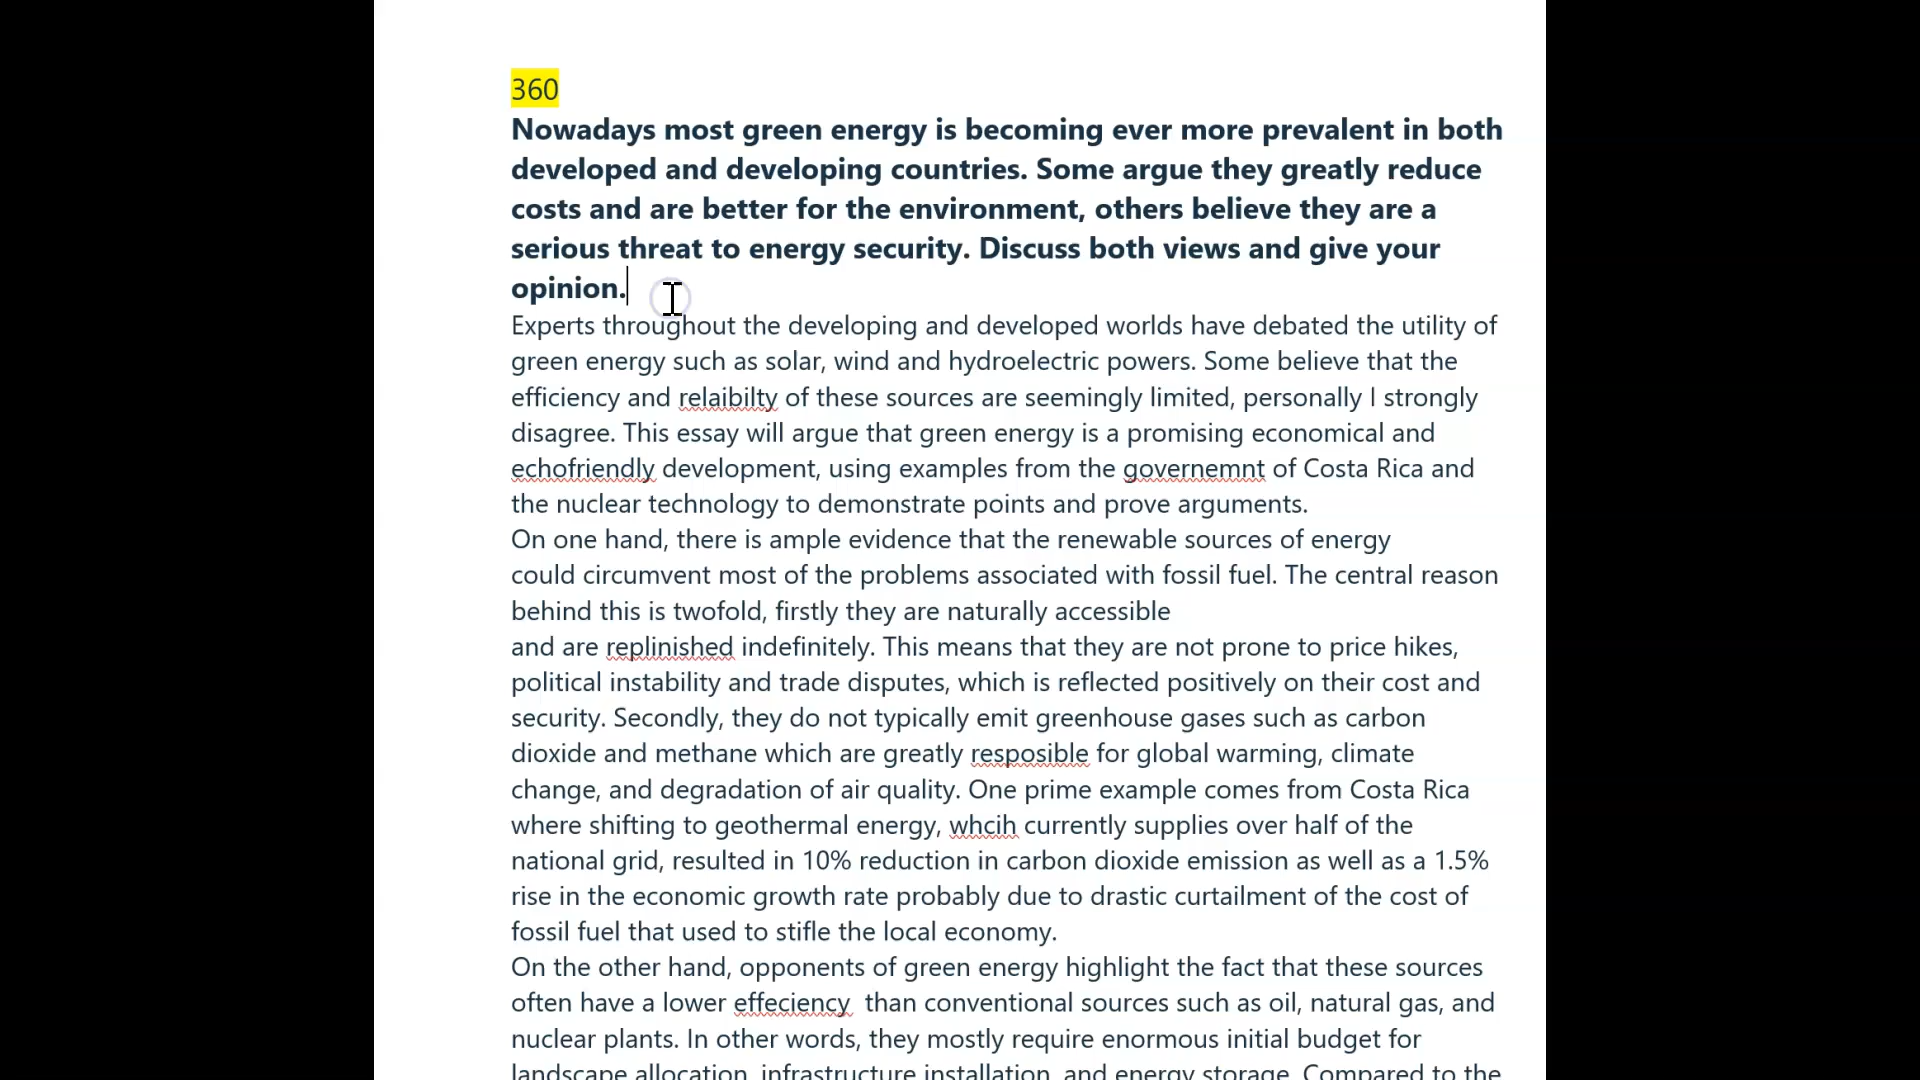 360
Nowadays most green energy is becoming ever more prevalent in both
developed and developing countries. Some argue they greatly reduce
costs and are better for the environment, others believe they are a
serious threat to energy security. Discuss both views and give your
opinion.
Experts throughout the developing and developed worlds have debated the utility of
green energy such as solar, wind and hydroelectric powers. Some believe that the
efficiency and relaibilty of these sources are seemingly limited, personally I strongly
disagree. This essay will argue that green energy is a promising economical and
echofriendly development, using examples from the governemnt of Costa Rica and
the nuclear technology to demonstrate points and prove arguments.
On one hand, there is ample evidence that the renewable sources of energy
could circumvent most of the problems associated with fossil fuel. The central reason
behind this is twofold, firstly they are naturally accessible
and are replinished indefinitely. This means that they are not prone to price hikes,
political instability and trade disputes, which is reflected positively on their cost and
security. Secondly, they do not typically emit greenhouse gases such as carbon
dioxide and methane which are greatly resposible for global warming, climate
change, and degradation of air quality. One prime example comes from Costa Rica
where shifting to geothermal energy, whcih currently supplies over half of the
national grid, resulted in 10% reduction in carbon dioxide emission as well as a 1.5%
rise in the economic growth rate probably due to drastic curtailment of the cost of
fossil fuel that used to stifle the local economy.
On the other hand, opponents of green energy highlight the fact that these sources
often have a lower effeciency than conventional sources such as oil, natural gas, and
nuclear plants. In other words, they mostly require enormous initial budget for
landscape allocation, infrastructure installation, and energy storage. Compared to the